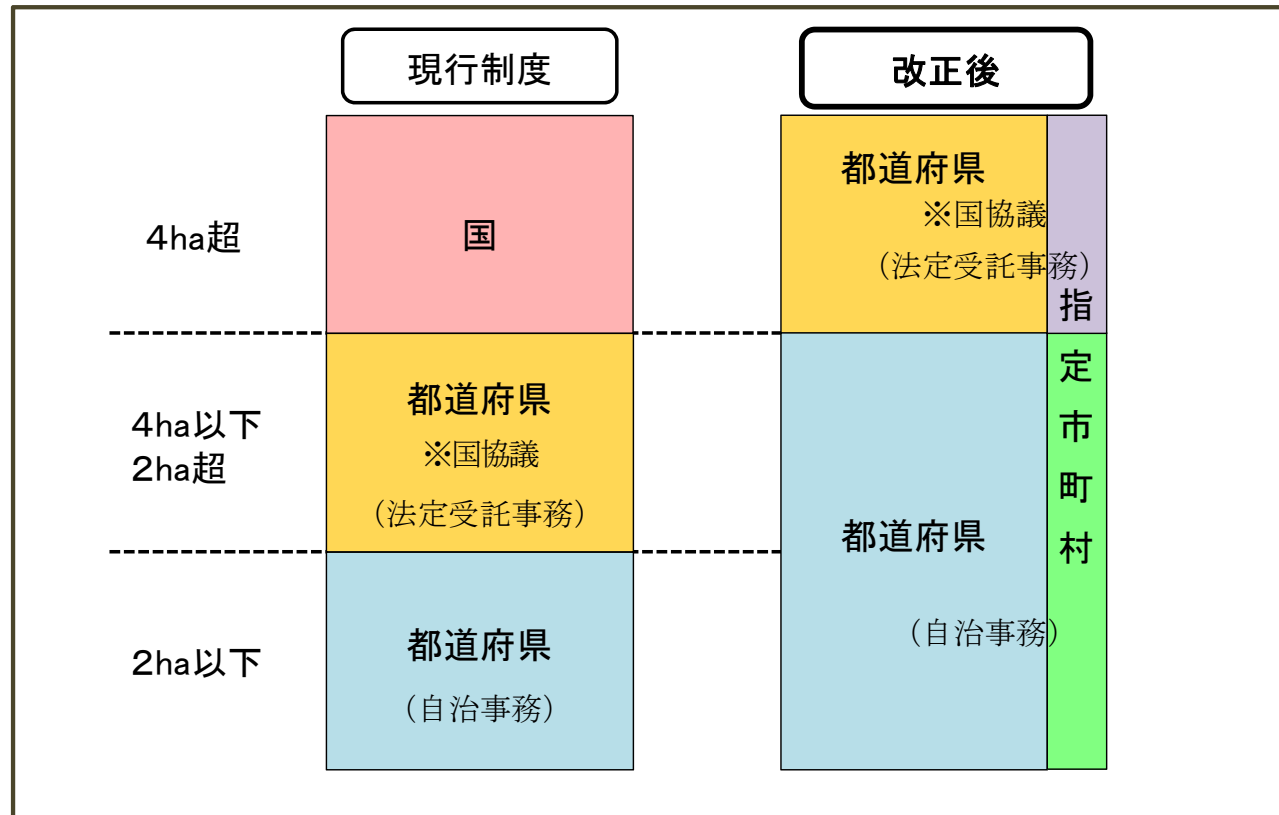 現行制度
改正後
4ha超
国
都道府県
※国協議
(法定受託事務)
4ha以下
2ha超
都道府県
※国協議
(法定受託事務)
2ha以下
都道府県
(自治事務)
都道府県
(自治事務)
指定市町村